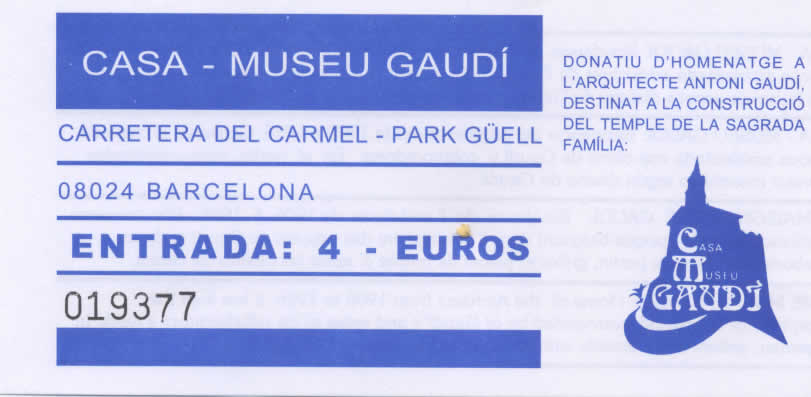 CASA - MUSEU GAUDÍ
CARRETERA DEL CARMEL - PARK GÜELL
08024 BARCELONA
ENTRADA: 4 - EUROS
019377
DONATIU D'HOMENATGE A
L'ARQUITECTE ANTONI GAUDÍ,
DESTINAT A LA CONSTRUCCIÓ
DEL TEMPLE DE LA SAGRADA
FAMÍLIA:
CASA
MUSEU
GAUDÍ